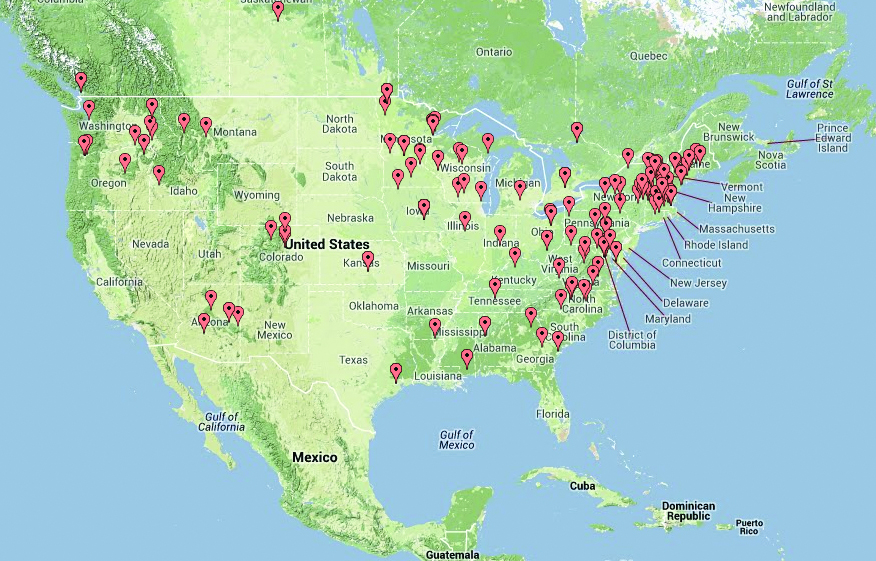 Columbia
Saskatchewan
Newfoundland
and Labrador
Ontario
Quebec
Gulf of St
Lawrence
Washington
Montana
North
Dakota
Minnesota
New
Brunswick
Prince
Edward
Island
Nova
Scotia
Maine
Oregon
Idaho
South
Dakota
Wisconsin
Michigan
Vermont
New
Hampshire
Wyoming
Iowa
New York
Massachusetts
Nebraska
Illinois
Indiana
Ohio
Pennsylvania
Rhode Island
Connecticut
Nevada
Utah
Colorado
United States
Kansas
Missouri
West
Virginia
New Jersey
California
Kentucky
Delaware
Maryland
Oklahoma
Arkansas
Tennessee
North
Carolina
District of
Columbia
Arizona
New
Mexico
Mississippi
Alabama
South
Carolina
Georgia
Texas
Louisiana
Florida
Gulf of
California
Gulf of
Mexico
Mexico
Cuba
Dominican
Republic
Puerto
Rico
Guatemala